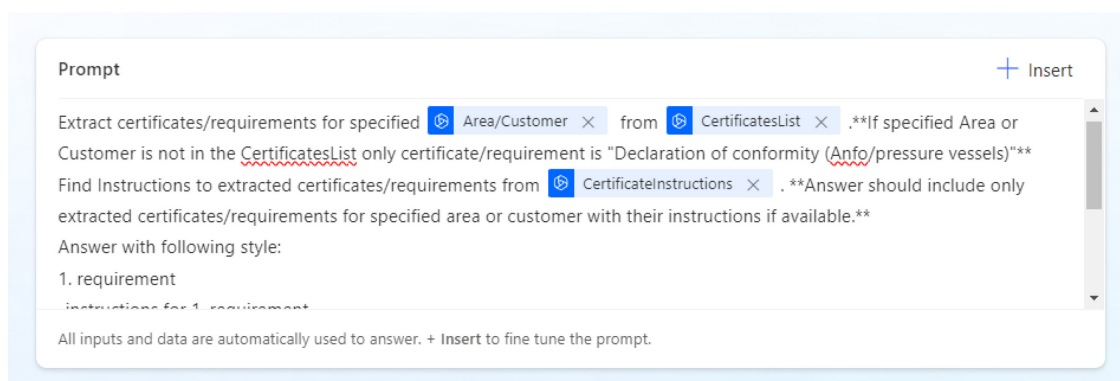 Prompt
+ Insert
Extract certificates/requirements for specified Area/Customer × from CertificatesList × .**If specified Area or
Customer is not in the CertificatesList only certificate/requirement is "Declaration of conformity (Anfo/pressure vessels)"**
Find Instructions to extracted certificates/requirements from CertificateInstructions × . **Answer should include only
extracted certificates/requirements for specified area or customer with their instructions if available.**
Answer with following style:
1. requirement
instructions for 1. requirement
All inputs and data are automatically used to answer. + Insert to fine tune the prompt.